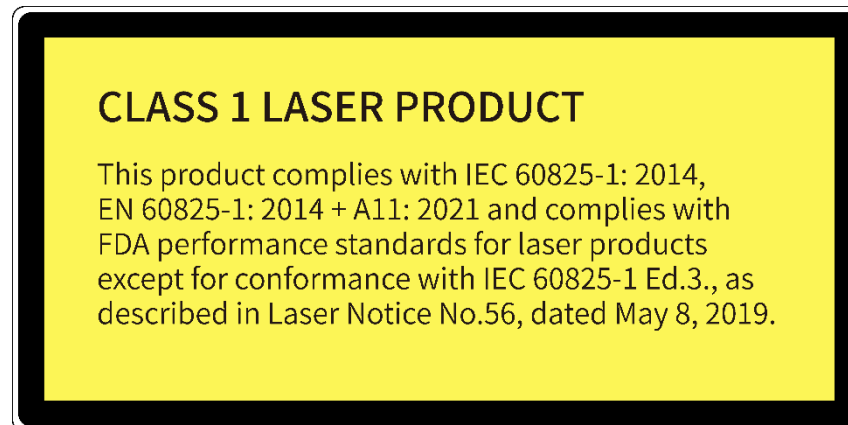 CLASS 1 LASER PRODUCT
This product complies with IEC 60825-1: 2014,
EN 60825-1: 2014 + A11: 2021 and complies with
FDA performance standards for laser products
except for conformance with IEC 60825-1 Ed.3., as
described in Laser Notice No.56, dated May 8, 2019.